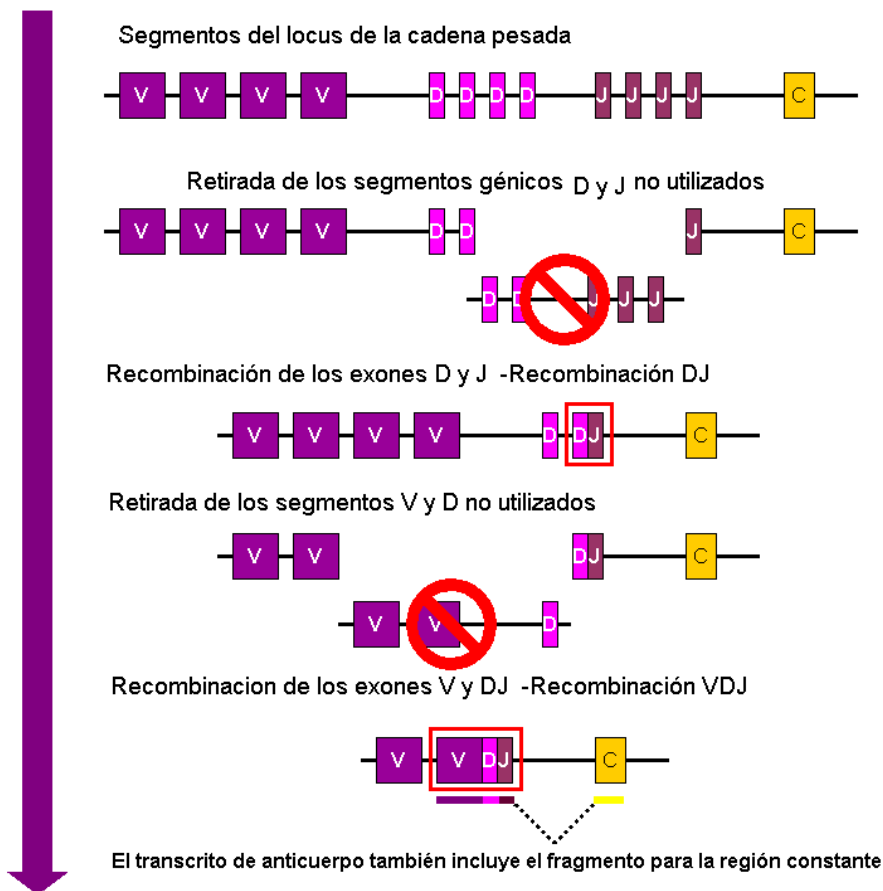 Segmentos del locus de la cadena pesada
V V V V D D D D J J J J C
Retirada de los segmentos génicos D y J no utilizados
V V V V D D J C
D D J J J
Recombinación de los exones D y J -Recombinación DJ
V V V V D DJ C
Retirada de los segmentos V y D no utilizados
V V DJ C
V V D
Recombinacion de los exones V y DJ -Recombinación VDJ
V V DJ C
El transcrito de anticuerpo también incluye el fragmento para la región constante